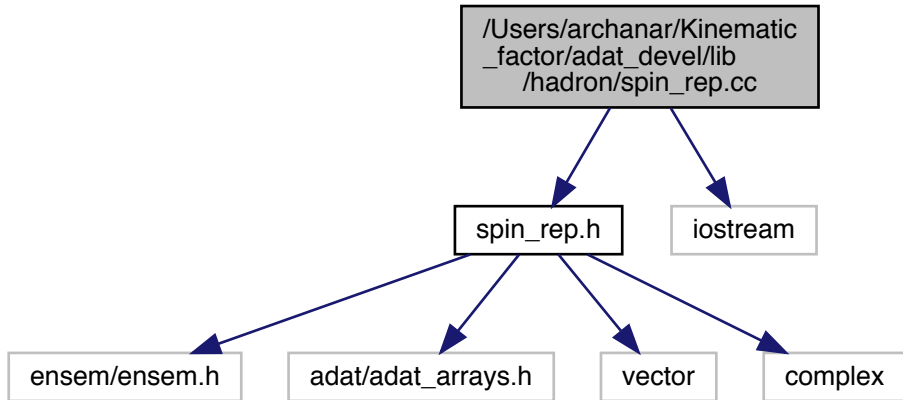 /Users/archanar/Kinematic
_factor/adat_devel/lib
/hadron/spin_rep.cc
spin_rep.h
iostream
ensem/ensem.h
adat/adat_arrays.h
vector
complex